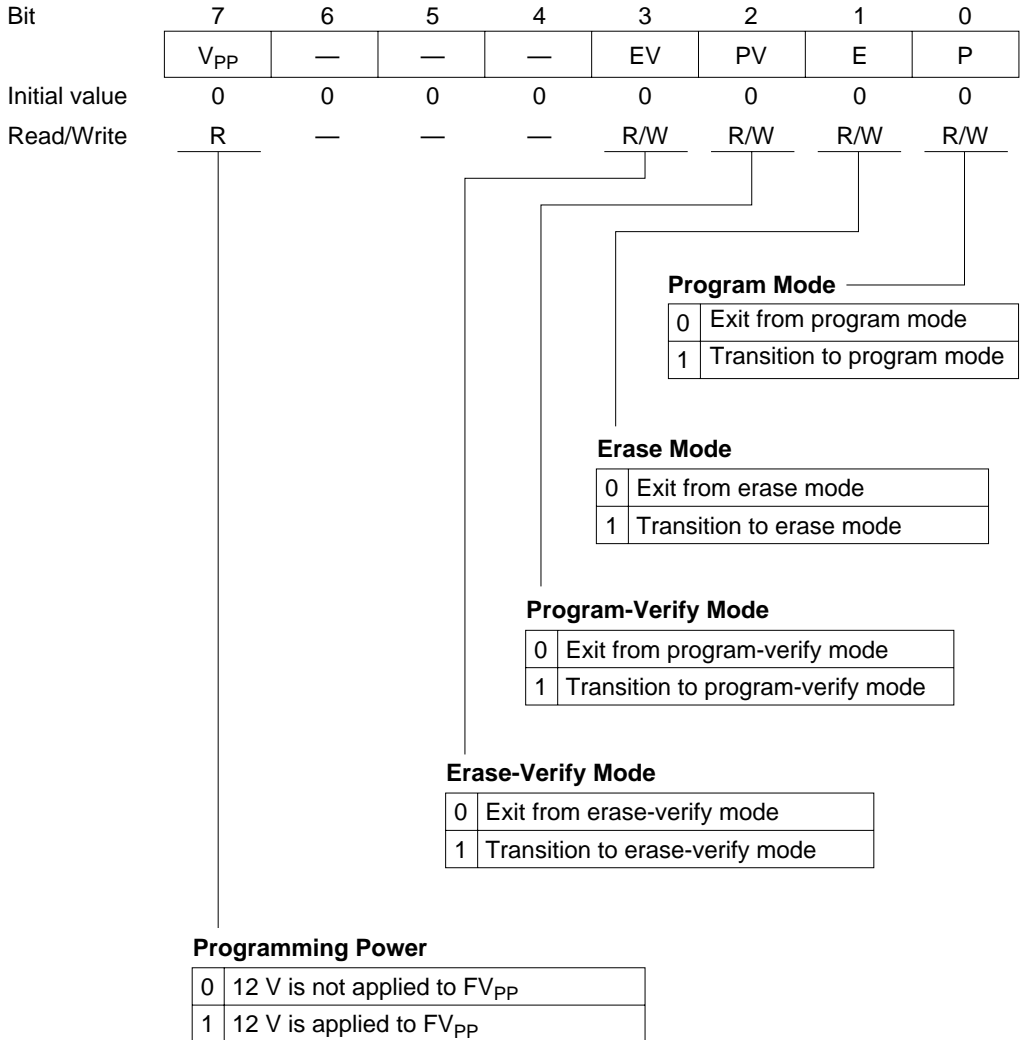 Bit 7 6 5 4 3 2 1 0
V_PP — — — EV PV E P
Initial value 0 0 0 0 0 0 0 0
Read/Write R — — — R/W R/W R/W R/W
Program Mode
0 Exit from program mode
1 Transition to program mode
Erase Mode
0 Exit from erase mode
1 Transition to erase mode
Program-Verify Mode
0 Exit from program-verify mode
1 Transition to program-verify mode
Erase-Verify Mode
0 Exit from erase-verify mode
1 Transition to erase-verify mode
Programming Power
0 12 V is not applied to FV_PP
1 12 V is applied to FV_PP